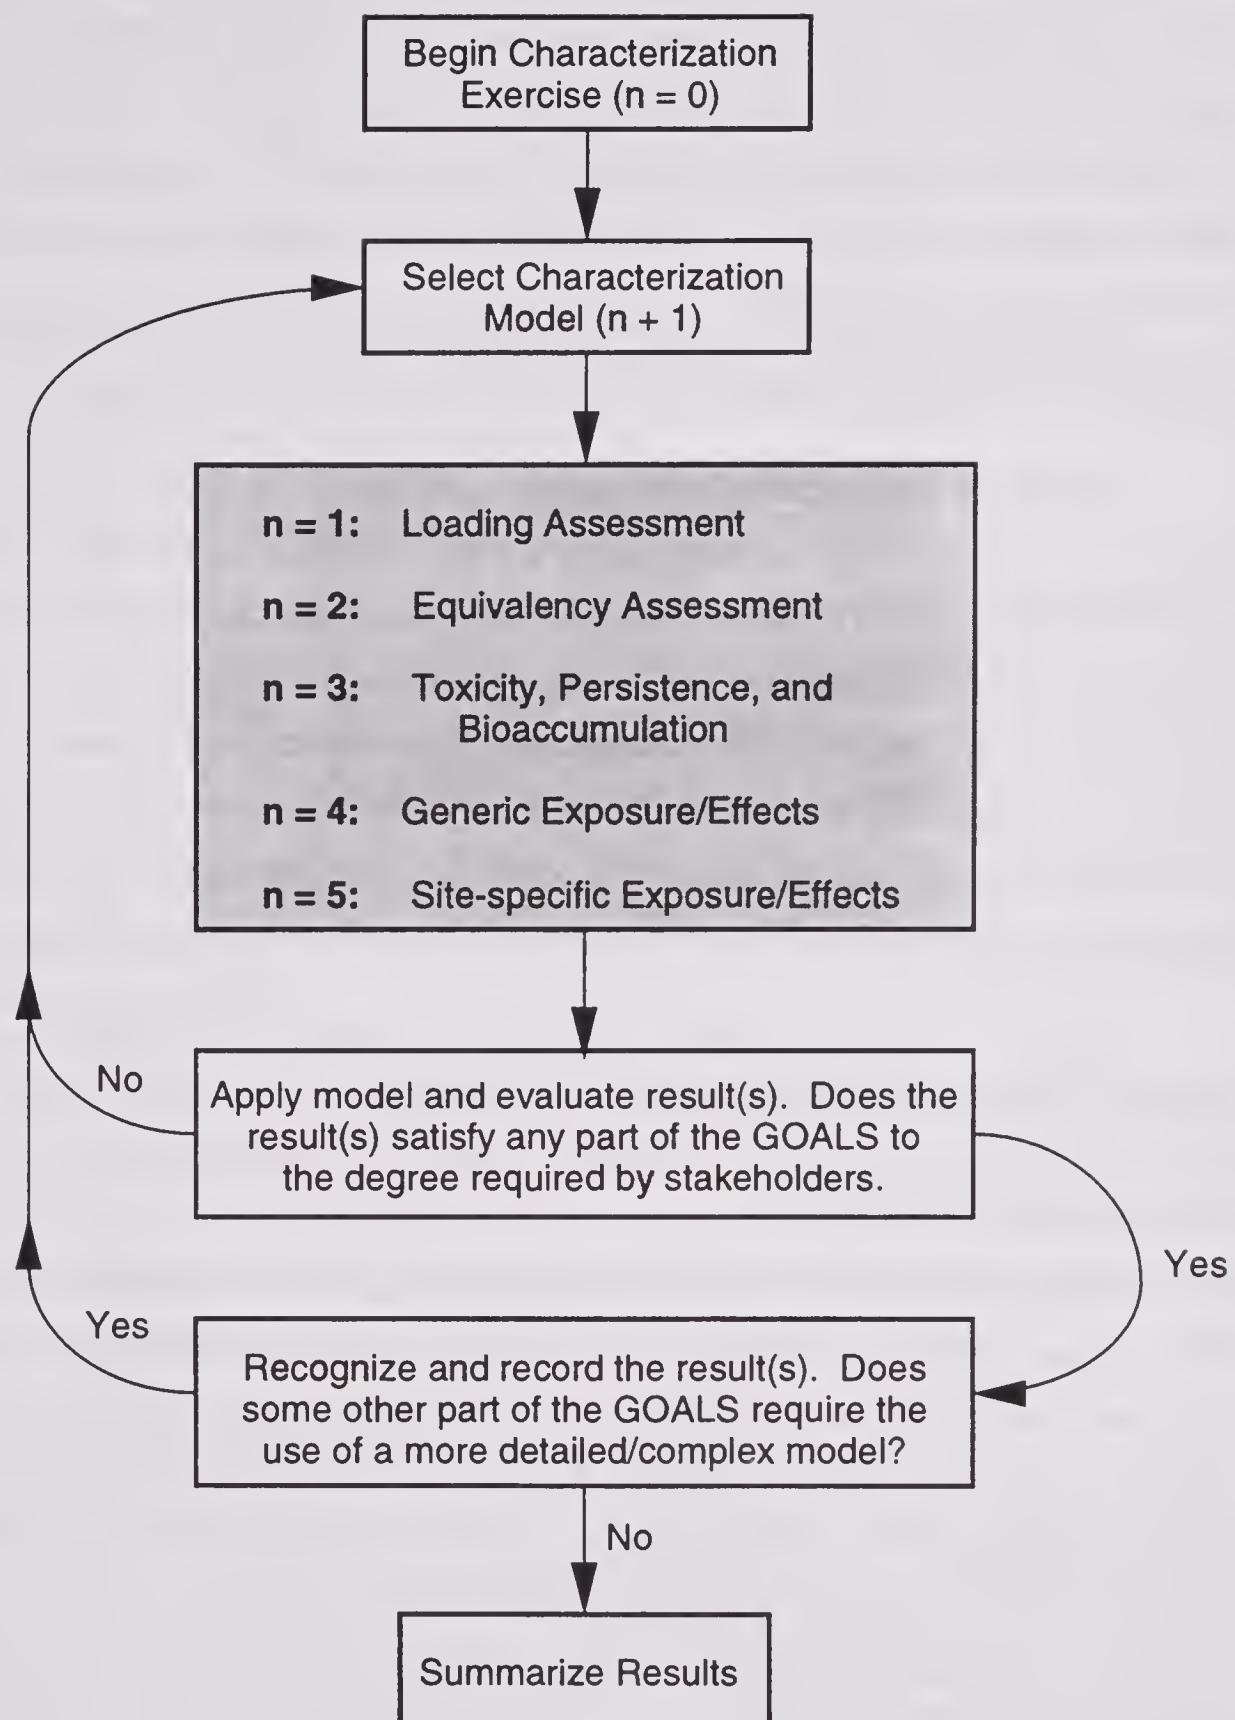 Begin Characterization
Exercise (n = 0)
Select Characterization
Model (n + 1)
n = 1: Loading Assessment
n = 2: Equivalency Assessment
n = 3: Toxicity, Persistence, and
Bioaccumulation
n = 4: Generic Exposure/Effects
n = 5: Site-specific Exposure/Effects
No
Apply model and evaluate result(s). Does the
result(s) satisfy any part of the GOALS to
the degree required by stakeholders.
Yes
Yes
Recognize and record the result(s). Does
some other part of the GOALS require the
use of a more detailed/complex model?
No
Summarize Results